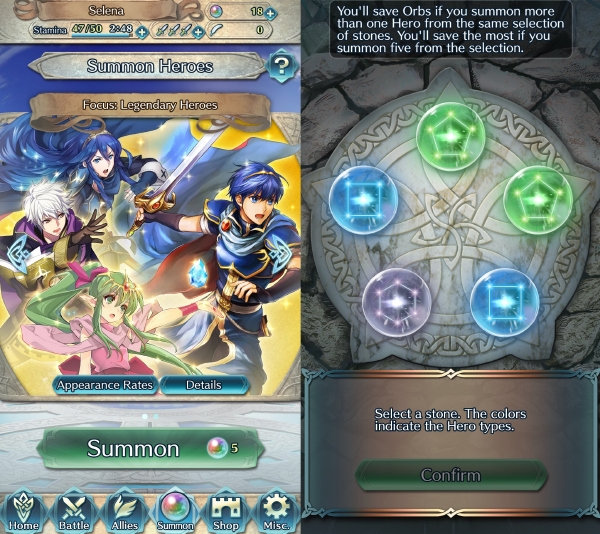 Selena
18
Stamina 47/50 2:48
0
Summon Heroes
?
Focus: Legendary Heroes
Appearance Rates
Details
Summon 5
Home
Battle
Allies
Summon
Shop
Misc.
You'll save Orbs if you summon more
than one Hero from the same selection
of stones. You'll save the most if you
summon five from the selection.
Select a stone. The colors
indicate the Hero types.
Confirm